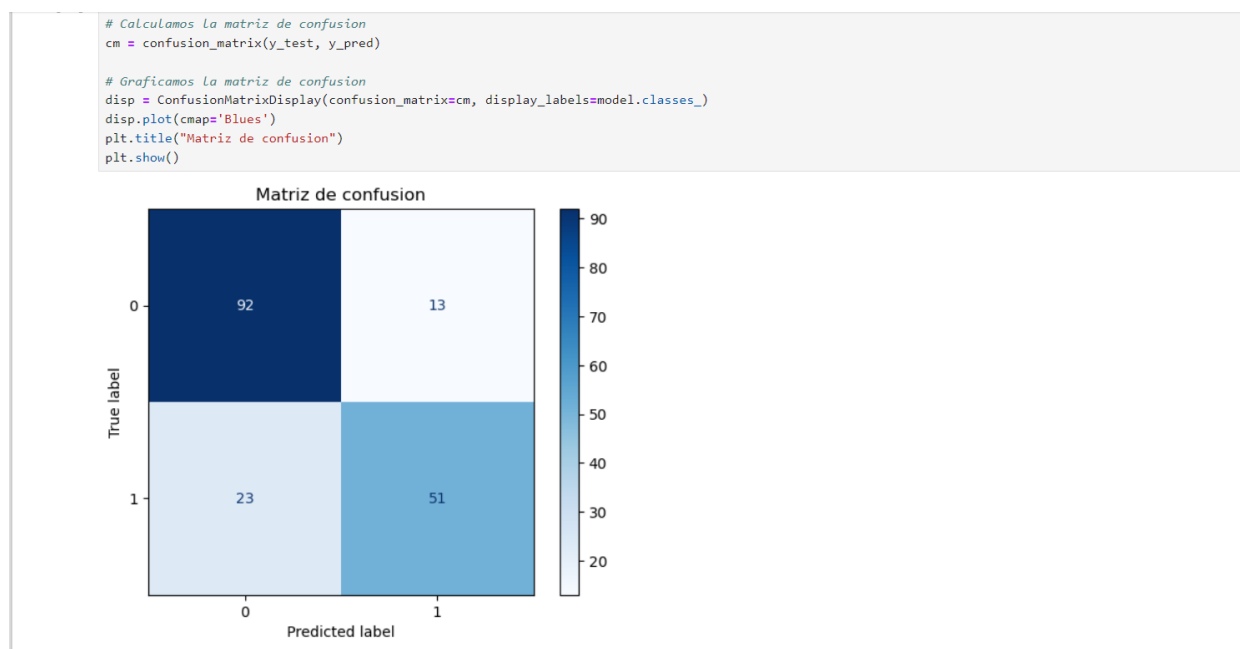 # Calculamos la matriz de confusion
cm = confusion_matrix(y_test, y_pred)
# Graficamos la matriz de confusion
disp = ConfusionMatrixDisplay(confusion_matrix=cm, display_labels=model.classes_)
disp.plot(cmap='Blues')
plt.title("Matriz de confusion")
plt.show()
Matriz de confusion
90
80
70
60
50
40
30
20
True label
0
92
13
1
23
51
0
1
Predicted label